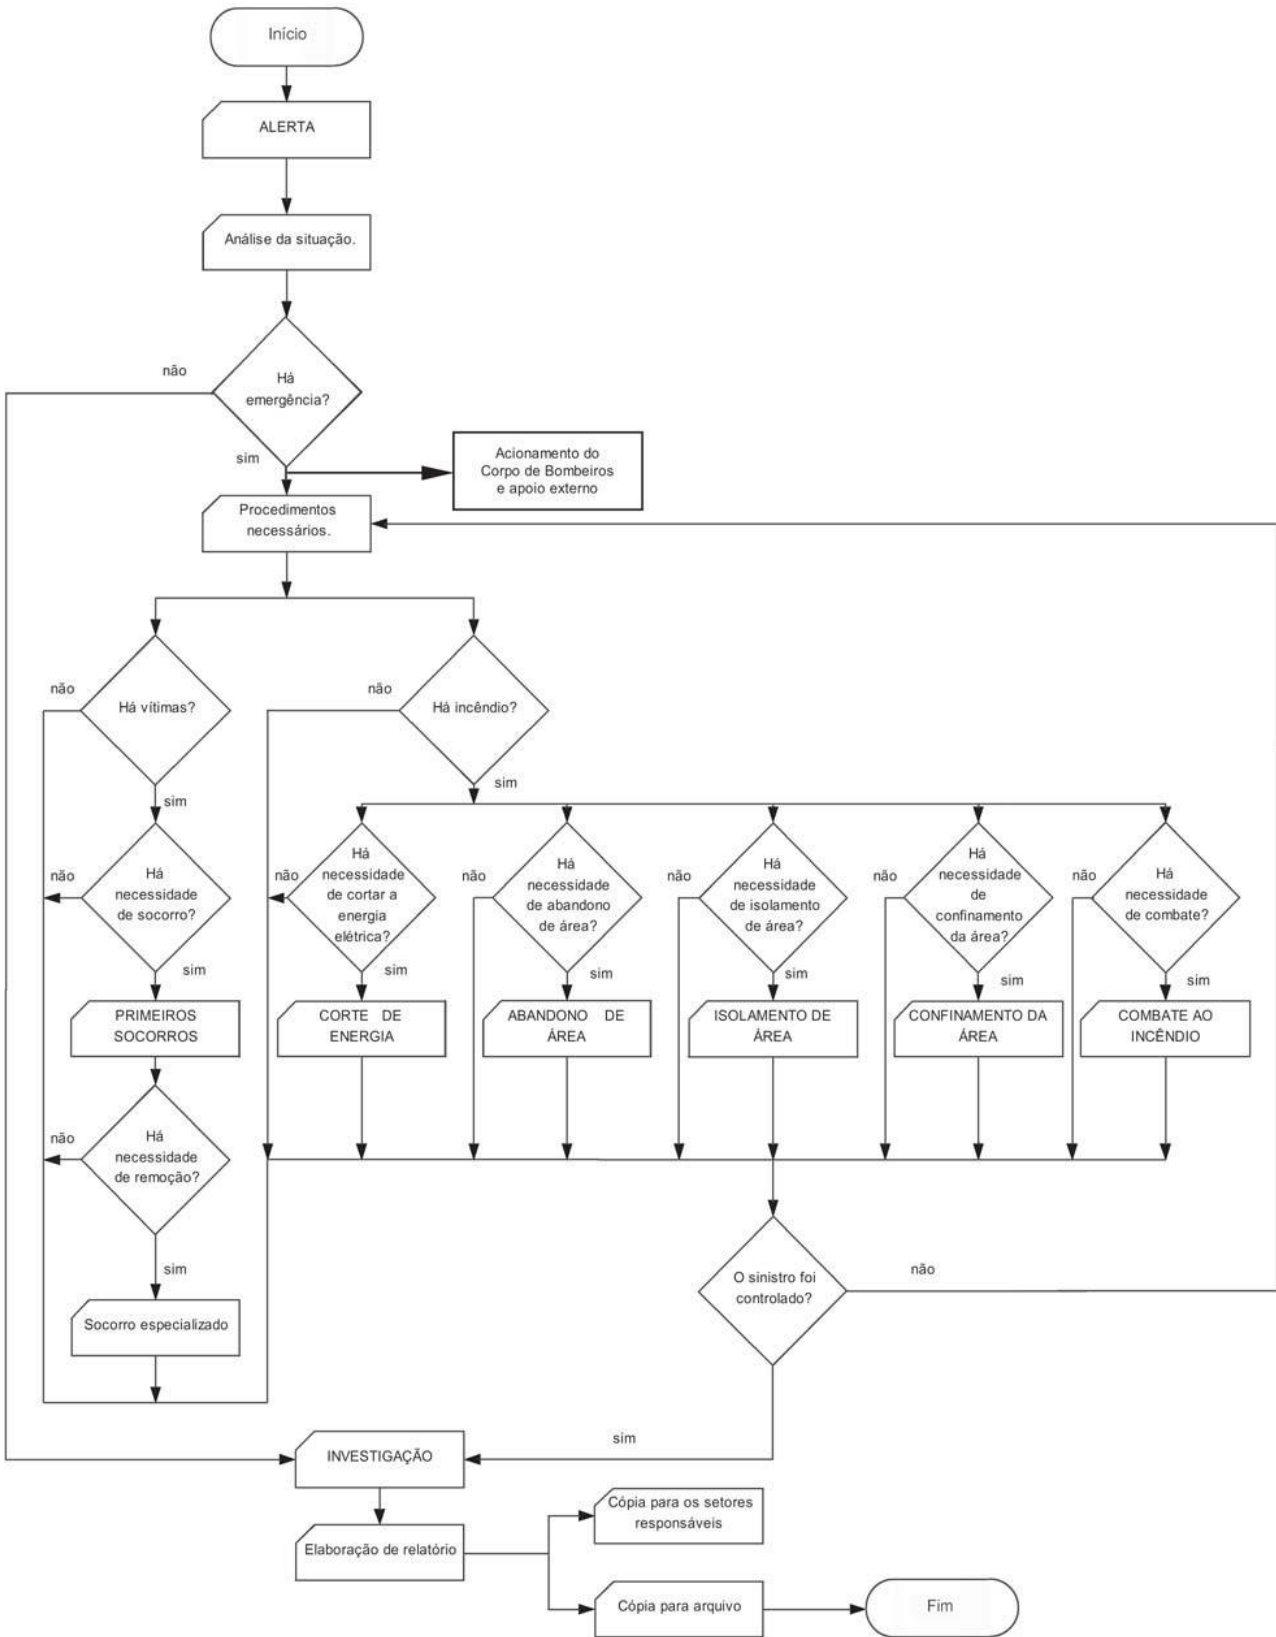 Início
ALERTA
Análise da situação.
não
Há
emergência?
sim
Acionamento do
Corpo de Bombeiros
e apoio externo
Procedimentos
necessários.
não
Há vítimas?
sim
não
Há incêndio?
sim
não
Há
necessidade
de socorro?
sim
não
Há
necessidade
de cortar a
energia
elétrica?
sim
não
Há
necessidade
de abandono
de área?
sim
não
Há
necessidade
de isolamento
de área?
sim
não
Há
necessidade
de
confinamento
da área?
sim
não
Há
necessidade
de combate?
sim
PRIMEIROS
SOCORROS
CORTE DE
ENERGIA
ABANDONO DE
ÁREA
ISOLAMENTO DE
ÁREA
CONFINAMENTO DA
ÁREA
COMBATE AO
INCÊNDIO
não
Há
necessidade
de remoção?
sim
Socorro especializado
O sinistro foi
controlado?
não
sim
INVESTIGAÇÃO
Elaboração de relatório
Cópia para os setores
responsáveis
Cópia para arquivo
Fim